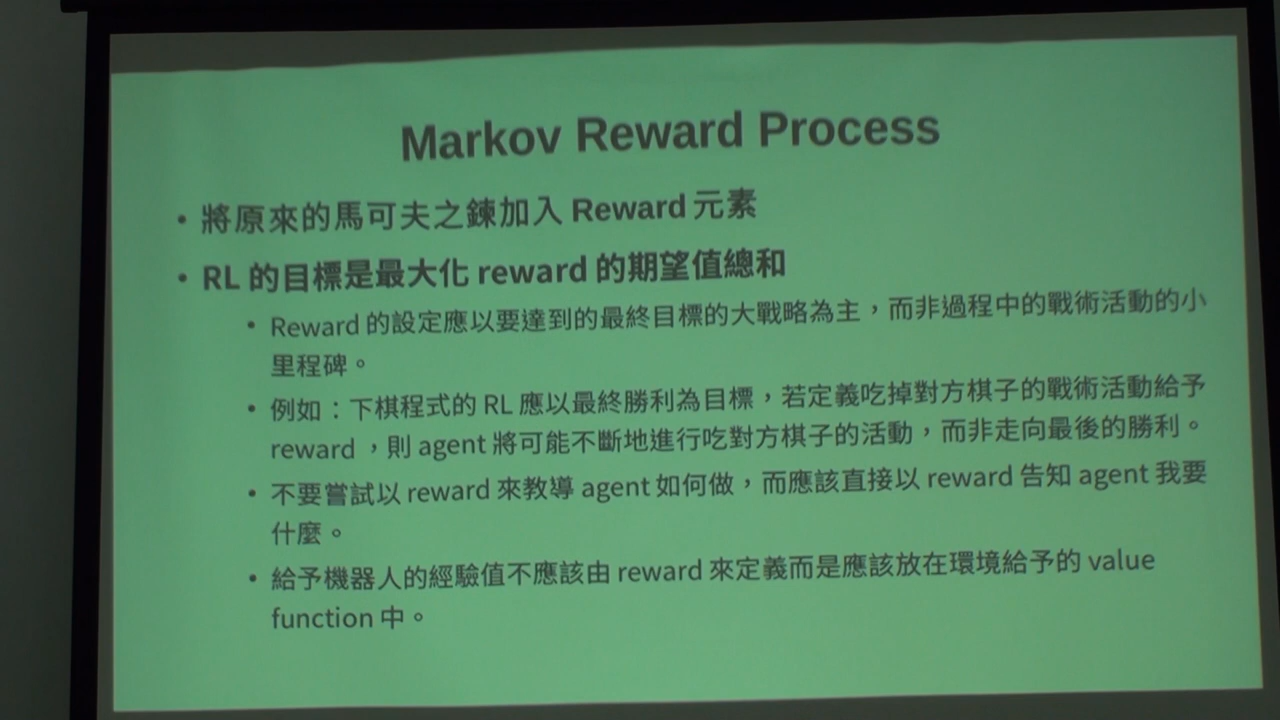 Markov Reward Process
• 將原來的馬可夫之鍊加入 Reward 元素
• RL 的目標是最大化 reward 的期望值總和
• Reward 的設定應以要達到的最終目標的大戰略為主，而非過程中的戰術活動的小
里程碑。
• 例如：下棋程式的 RL 應以最終勝利為目標，若定義吃掉對方棋子的戰術活動給予
reward ，則 agent 將可能不斷地進行吃對方棋子的活動，而非走向最後的勝利。
• 不要嘗試以 reward 來教導 agent 如何做，而應該直接以 reward 告知 agent 我要
什麼。
• 給予機器人的經驗值不應該由 reward 來定義而是應該放在環境給予的 value
function 中。